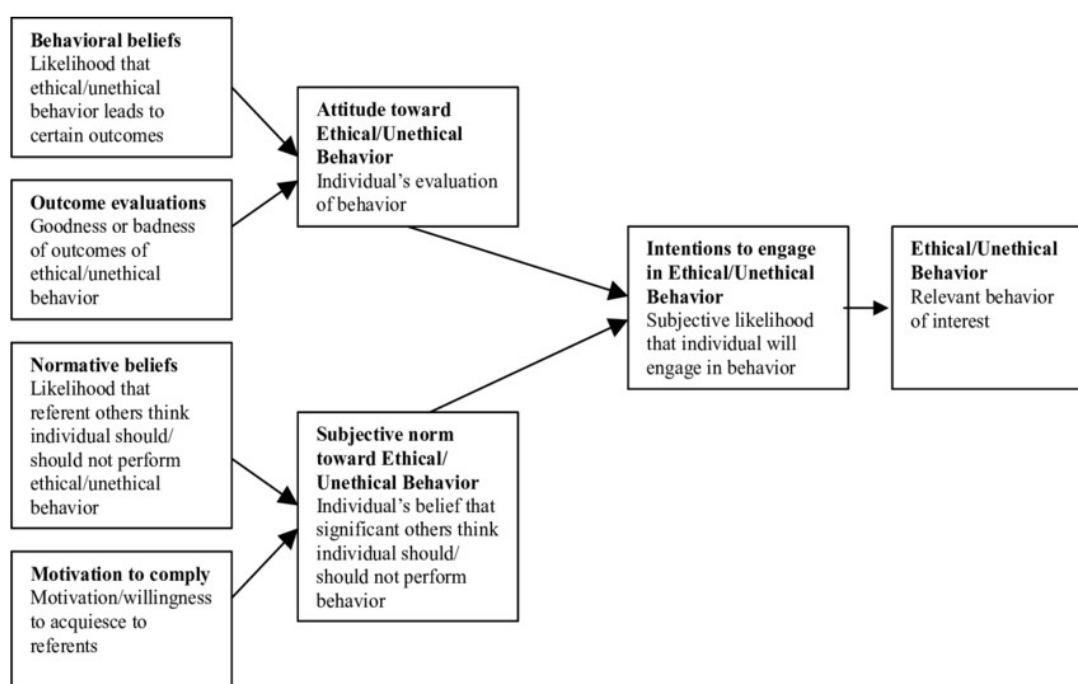 Behavioral beliefs
Likelihood that
ethical/unethical
behavior leads to
certain outcomes
Outcome evaluations
Goodness or badness
of outcomes of
ethical/unethical
behavior
Normative beliefs
Likelihood that
referent others think
individual should/
should not perform
ethical/unethical
behavior
Motivation to comply
Motivation/willingness
to acquiesce to
referents
Attitude toward
Ethical/Unethical
Behavior
Individual’s evaluation
of behavior
Subjective norm
toward Ethical/
Unethical Behavior
Individual’s belief that
significant others think
individual should/
should not perform
behavior
Intentions to engage
in Ethical/Unethical
Behavior
Subjective likelihood
that individual will
engage in behavior
Ethical/Unethical
Behavior
Relevant behavior
of interest